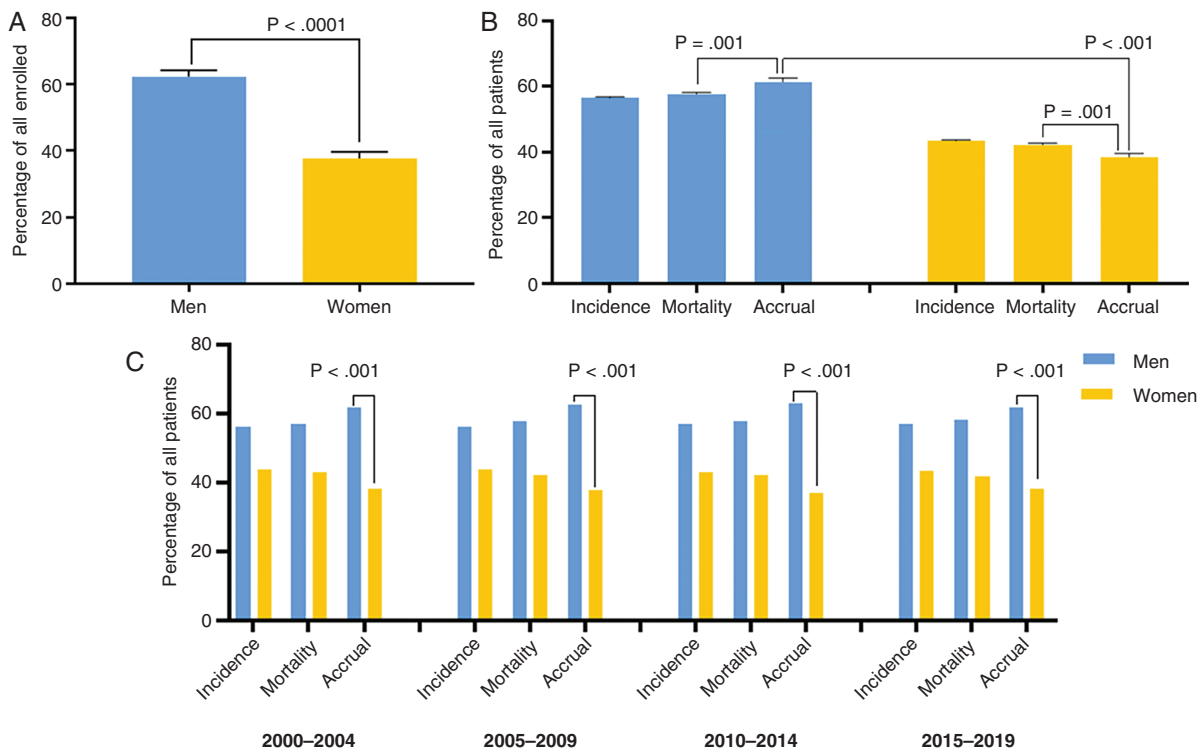 A
Percentage of all enrolled
80
60
40
20
0
P < .0001
Men
Women
B
Percentage of all patients
80
60
40
20
0
P = .001
P < .001
P = .001
Incidence
Mortality
Accrual
Incidence
Mortality
Accrual
C
Percentage of all patients
80
60
40
20
0
P < .001
P < .001
P < .001
P < .001
Men
Women
Incidence
Mortality
Accrual
Incidence
Mortality
Accrual
Incidence
Mortality
Accrual
Incidence
Mortality
Accrual
2000–2004
2005–2009
2010–2014
2015–2019